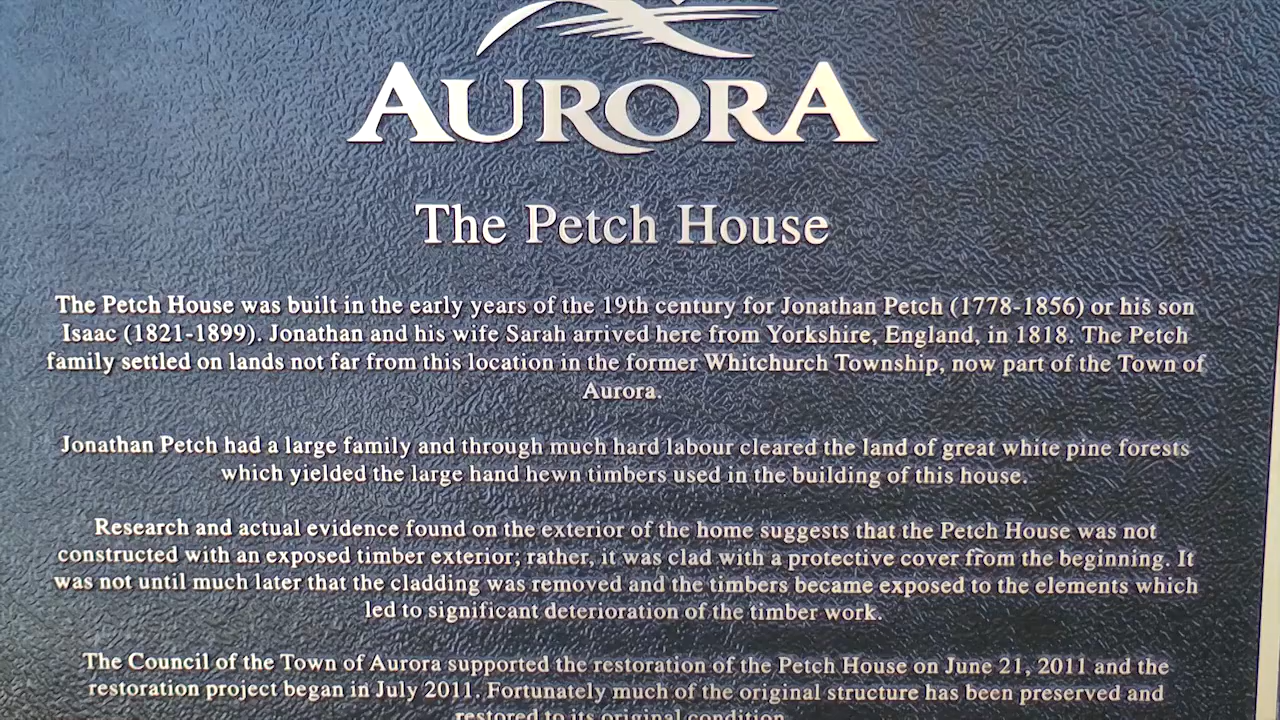 AURORA
The Petch House
The Petch House was built in the early years of the 19th century for Jonathan Petch (1778-1856) or his son
Isaac (1821-1899). Jonathan and his wife Sarah arrived here from Yorkshire, England, in 1818. The Petch
family settled on lands not far from this location in the former Whitchurch Township, now part of the Town of
Aurora.
Jonathan Petch had a large family and through much hard labour cleared the land of great white pine forests
which yielded the large hand hewn timbers used in the building of this house.
Research and actual evidence found on the exterior of the home suggests that the Petch House was not
constructed with an exposed timber exterior; rather, it was clad with a protective cover from the beginning. It
was not until much later that the cladding was removed and the timbers became exposed to the elements which
led to significant deterioration of the timber work.
The Council of the Town of Aurora supported the restoration of the Petch House on June 21, 2011 and the
restoration project began in July 2011. Fortunately much of the original structure has been preserved and
restored to its original condition.